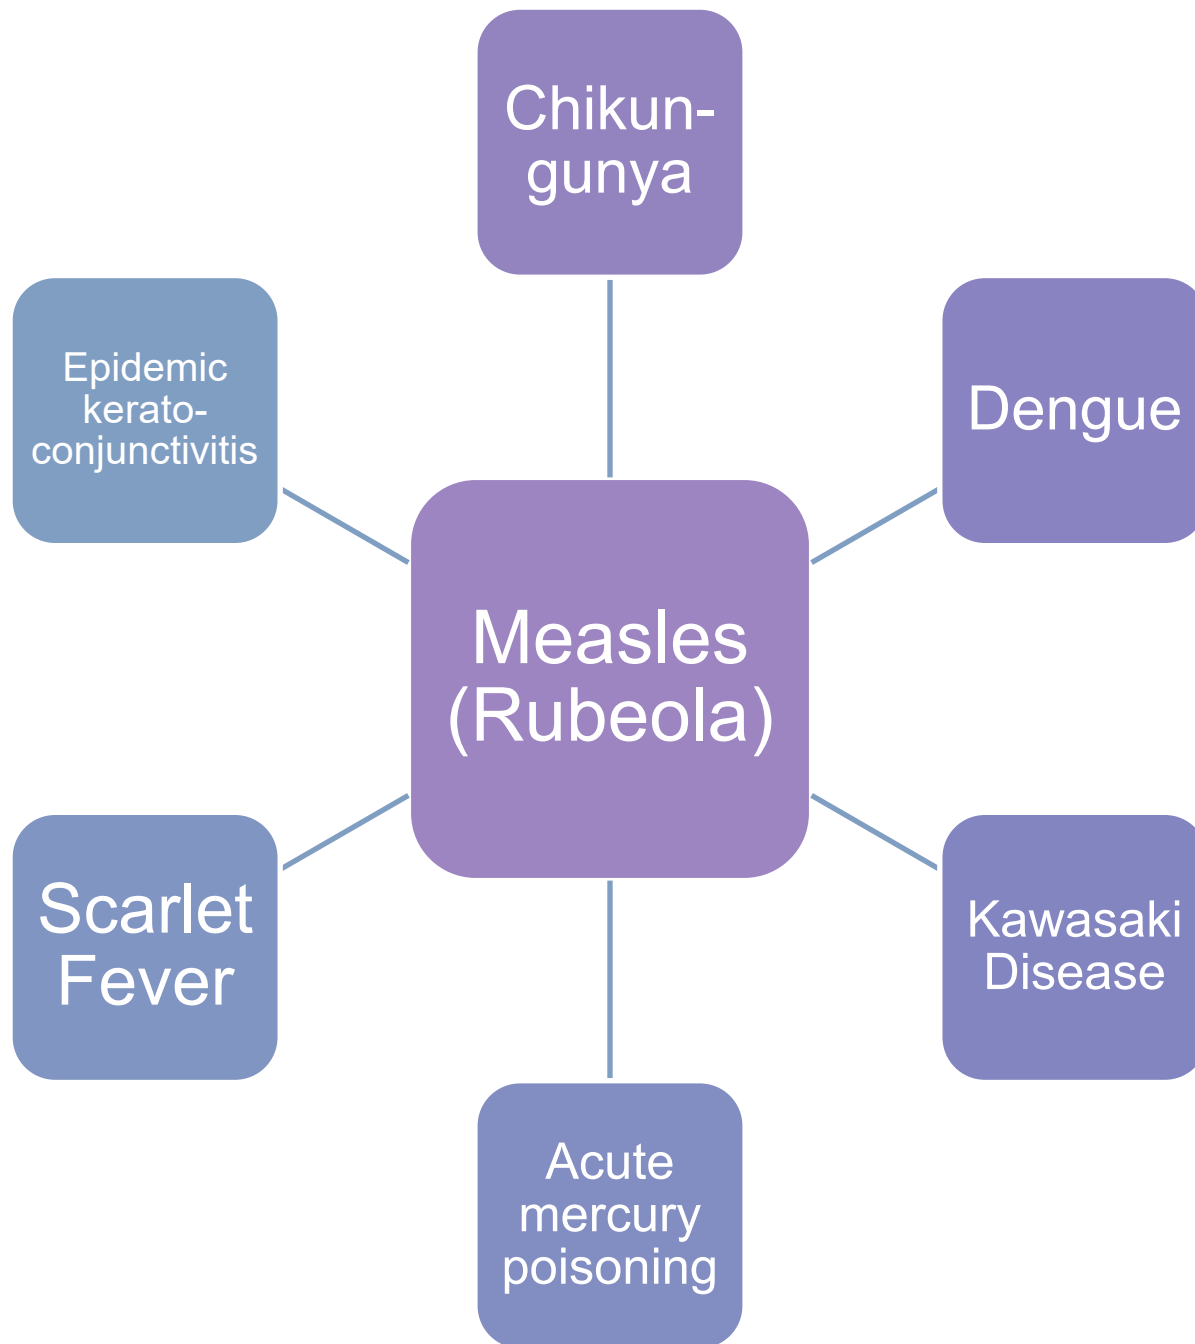 Chikun-
gunya
Dengue
Epidemic
kerato-
conjunctivitis
Measles
(Rubeola)
Scarlet
Fever
Kawasaki
Disease
Acute
mercury
poisoning